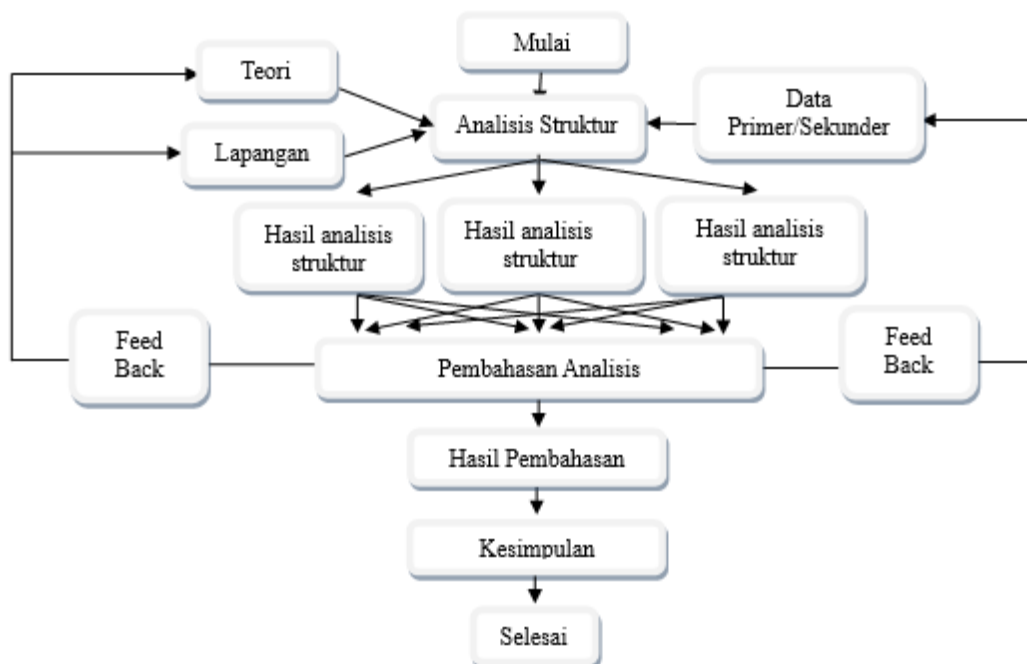 Mulai
Teori
Data
Primer/Sekunder
Analisis Struktur
Lapangan
Hasil analisis
struktur
Hasil analisis
struktur
Hasil analisis
struktur
Feed
Back
Pembahasan Analisis
Feed
Back
Hasil Pembahasan
Kesimpulan
Selesai